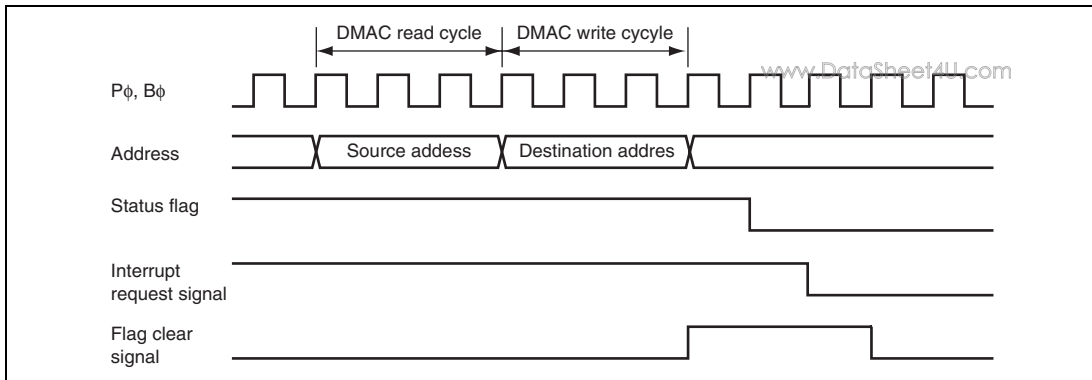 DMAC read cycle
DMAC write cycyle
www.DataSheet4U.com
Pϕ, Bϕ
Address
Source addess
Destination addres
Status flag
Interrupt
request signal
Flag clear
signal